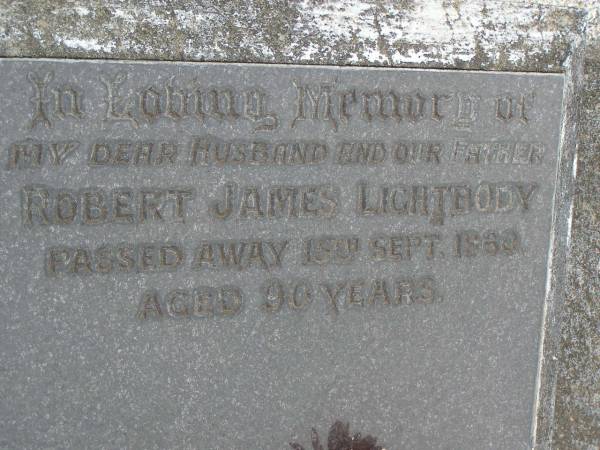 In Loving Memory of
MY DEAR HUSBAND AND OUR FATHER
ROBERT JAMES LIGHTBODY
PASSED AWAY 15TH SEPT.
AGED 90 YEARS.